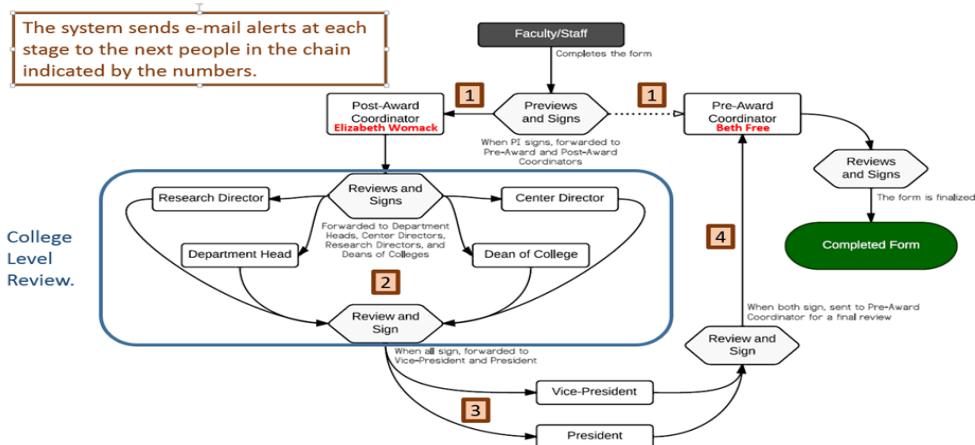 The system sends e-mail alerts at each
stage to the next people in the chain
indicated by the numbers.
Faculty/Staff
Completes the form
1
1
Post-Award
Coordinator
Elizabeth Womack
Previews
and Signs
Pre-Award
Coordinator
Beth Free
When PI signs, forwarded to
Pre-Award and Post-Award
Coordinators
Reviews
and Signs
The form is finalized
Completed Form
College
Level
Review.
Research Director
Reviews and
Signs
Center Director
Forwarded to Department
Heads, Center Directors,
Research Directors, and
Deans of Colleges
Department Head
Dean of College
2
Review and
Sign
4
When both sign, sent to Pre-Award
Coordinator for a final review
Review and
Sign
When all sign, forwarded to
Vice-President and President
Vice-President
3
President